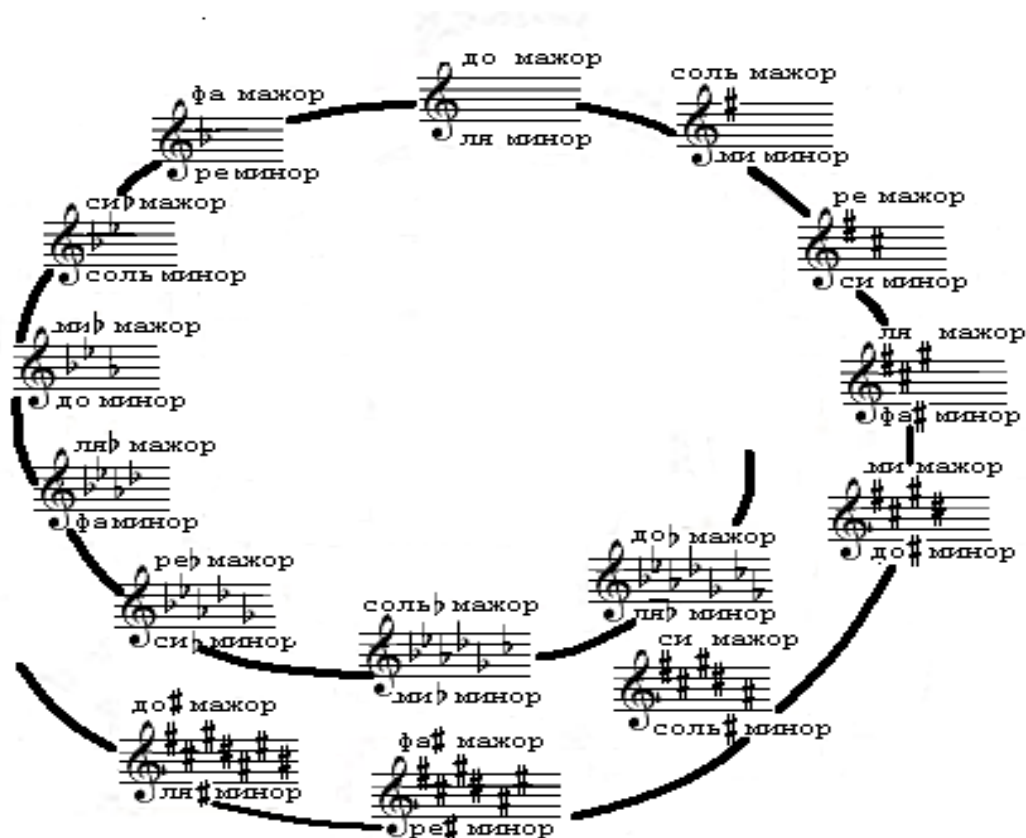 до мажор
ля минор
соль мажор
ми минор
ре мажор
си минор
ля мажор
фа♯ минор
ми мажор
до♯ минор
си мажор
соль♯ минор
фа♯ мажор
ре♯ минор
до♯ мажор
ля♯ минор
фа мажор
ре минор
си♭ мажор
соль минор
ми♭ мажор
до минор
ля♭ мажор
фа минор
ре♭ мажор
си♭ минор
соль♭ мажор
ми♭ минор
до♭ мажор
ля♭ минор